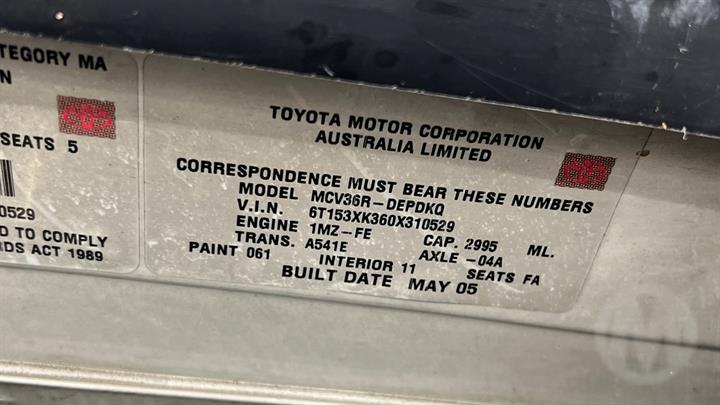 TEGORY MA
N
SEATS 5
0529
D TO COMPLY
RDS ACT 1989
TOYOTA MOTOR CORPORATION
AUSTRALIA LIMITED
CORRESPONDENCE MUST BEAR THESE NUMBERS
MODEL MCV36R-DEPDKQ
V.I.N. 6T153XK360X310529
ENGINE 1MZ-FE CAP. 2995 ML.
TRANS. A541E AXLE -04A
PAINT 061 INTERIOR 11 SEATS FA
BUILT DATE MAY 05
M